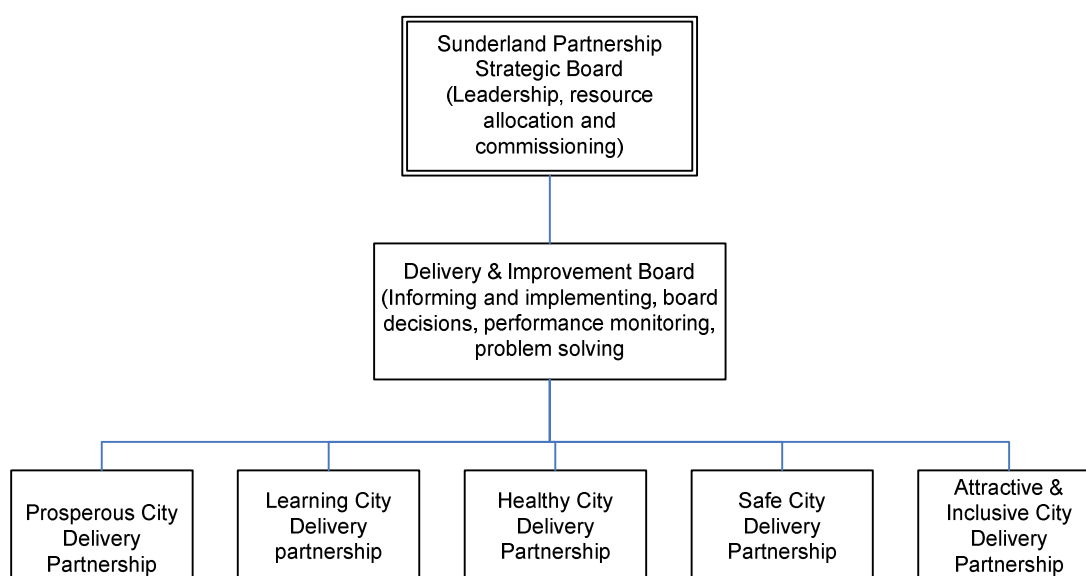 Sunderland Partnership
Strategic Board
(Leadership, resource
allocation and
commissioning)
Delivery & Improvement Board
(Informing and implementing, board
decisions, performance monitoring,
problem solving
Prosperous City
Delivery
Partnership
Learning City
Delivery
partnership
Healthy City
Delivery
Partnership
Safe City
Delivery
Partnership
Attractive &
Inclusive City
Delivery
Partnership